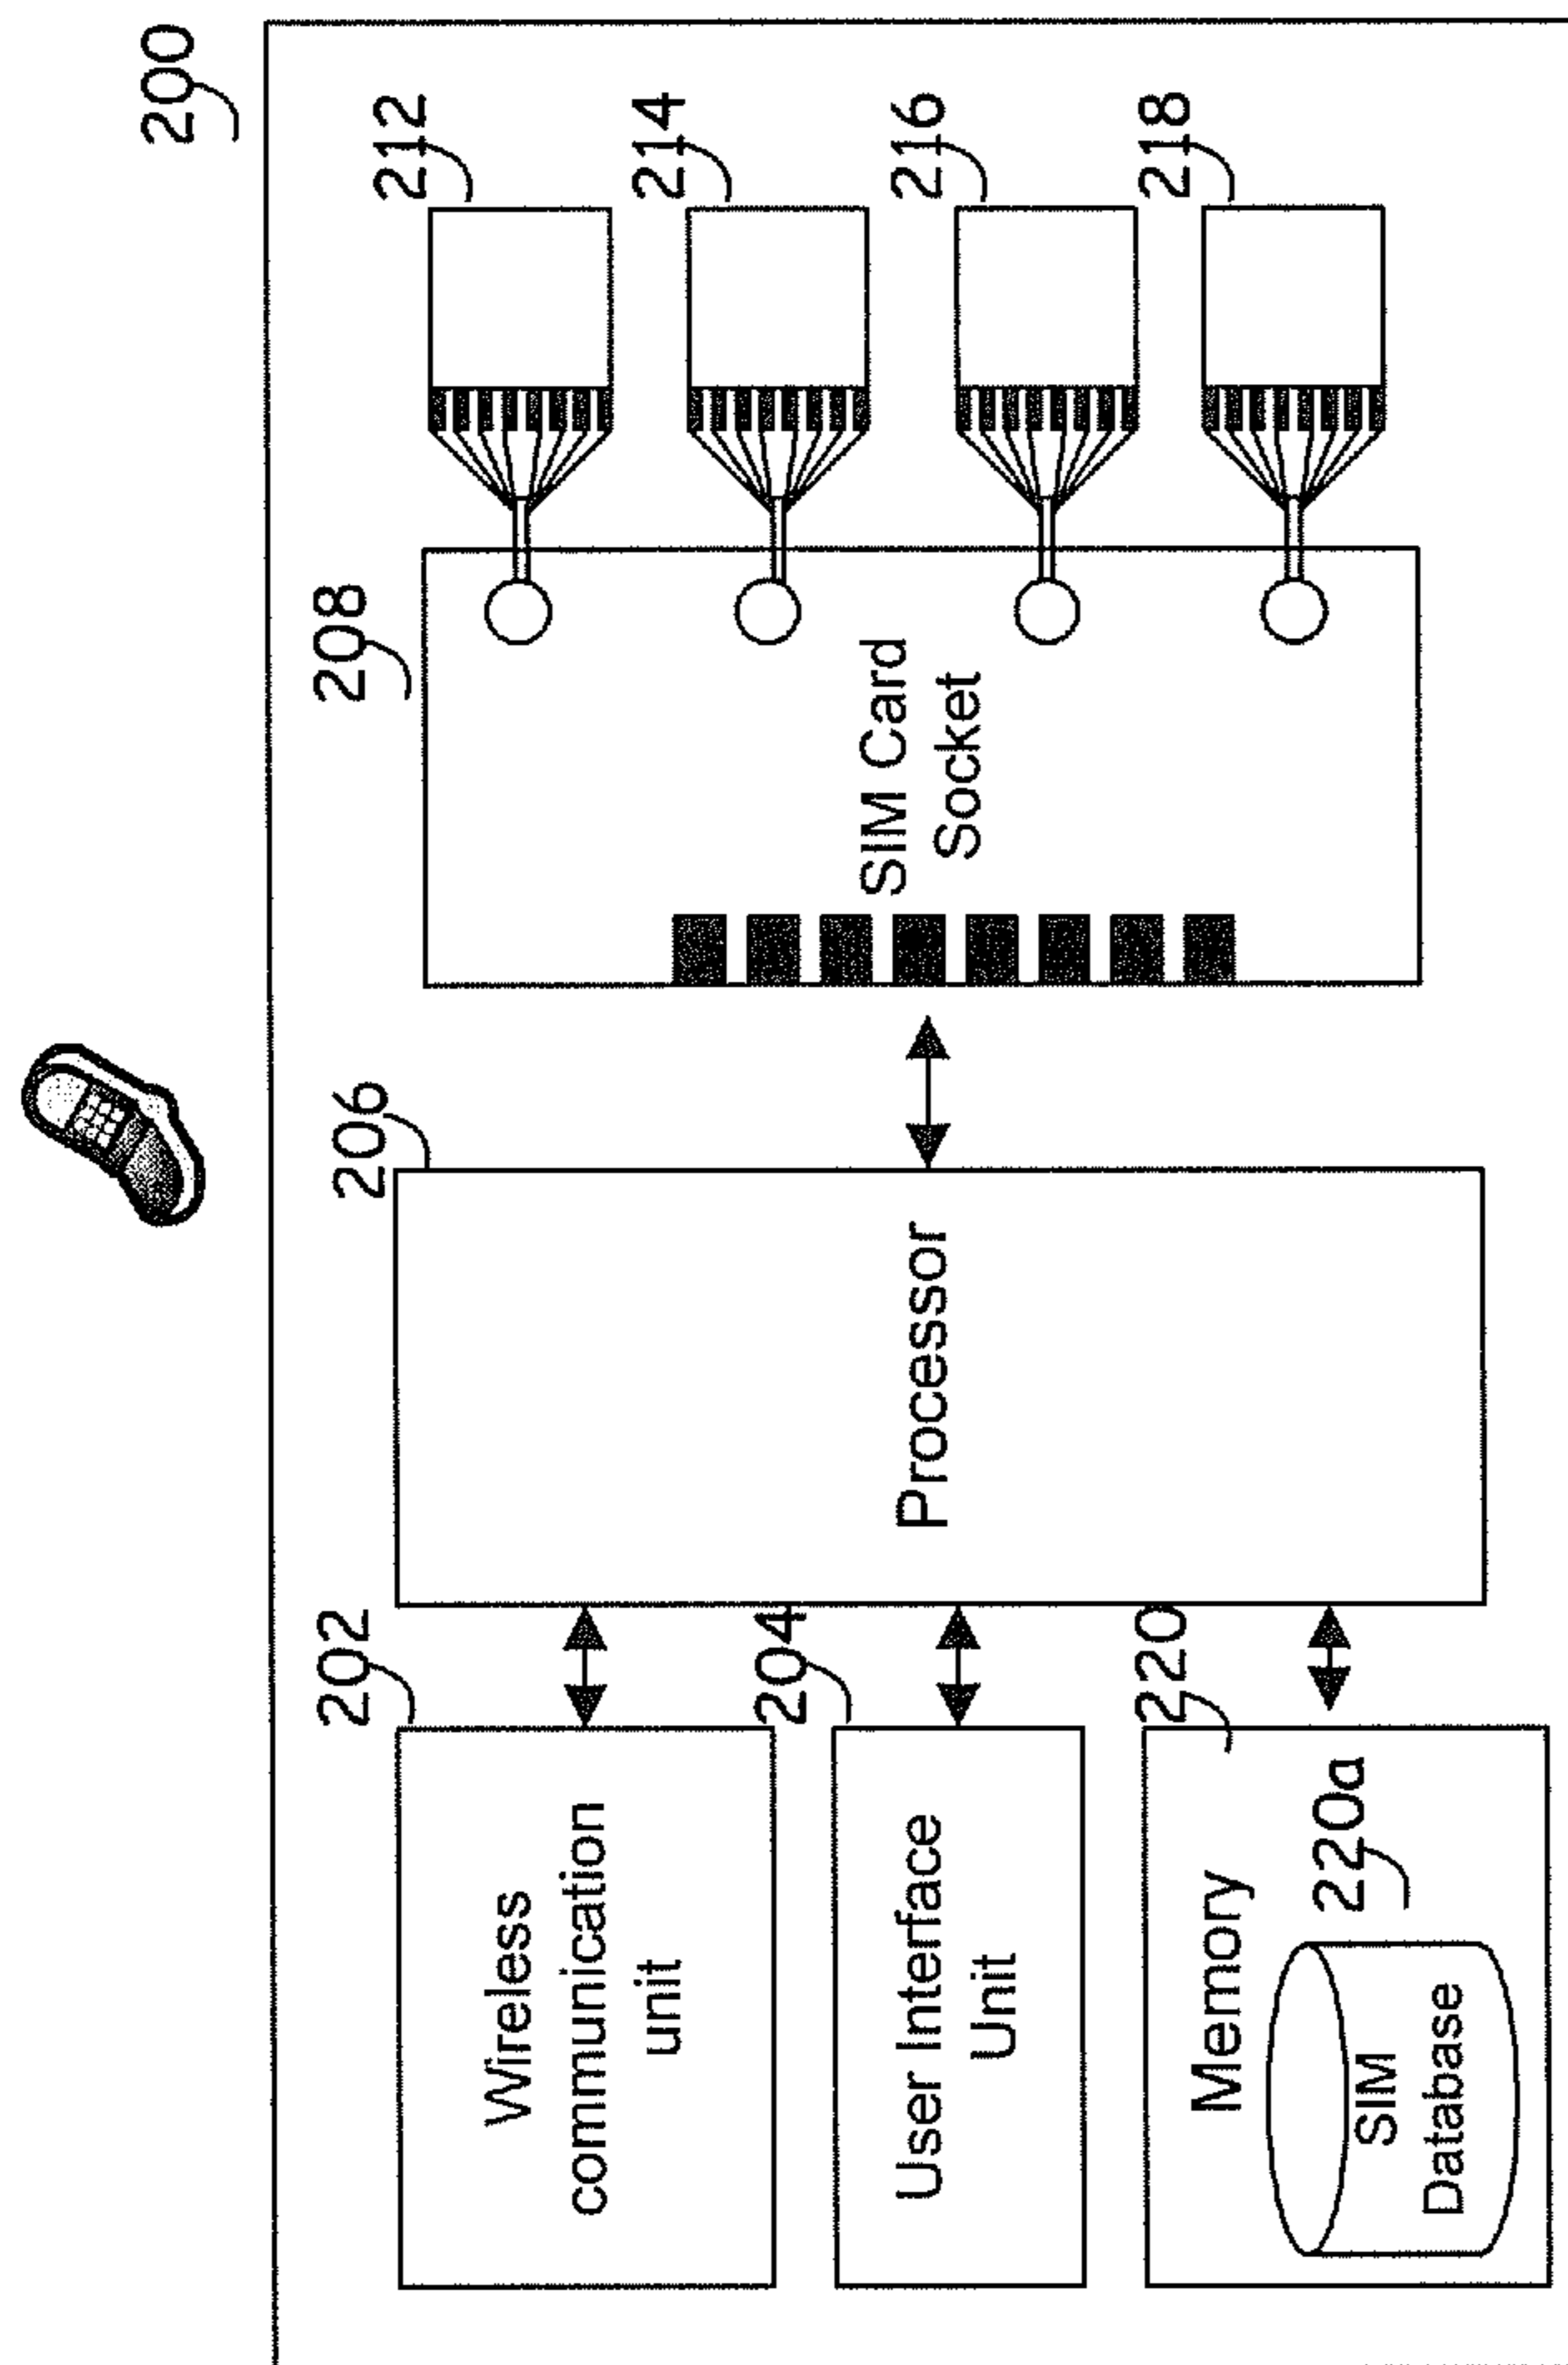 200
202
Wireless
communication
unit
204
User Interface
Unit
220
Memory
220a
SIM
Database
206
Processor
208
SIM Card
Socket
212
214
216
218